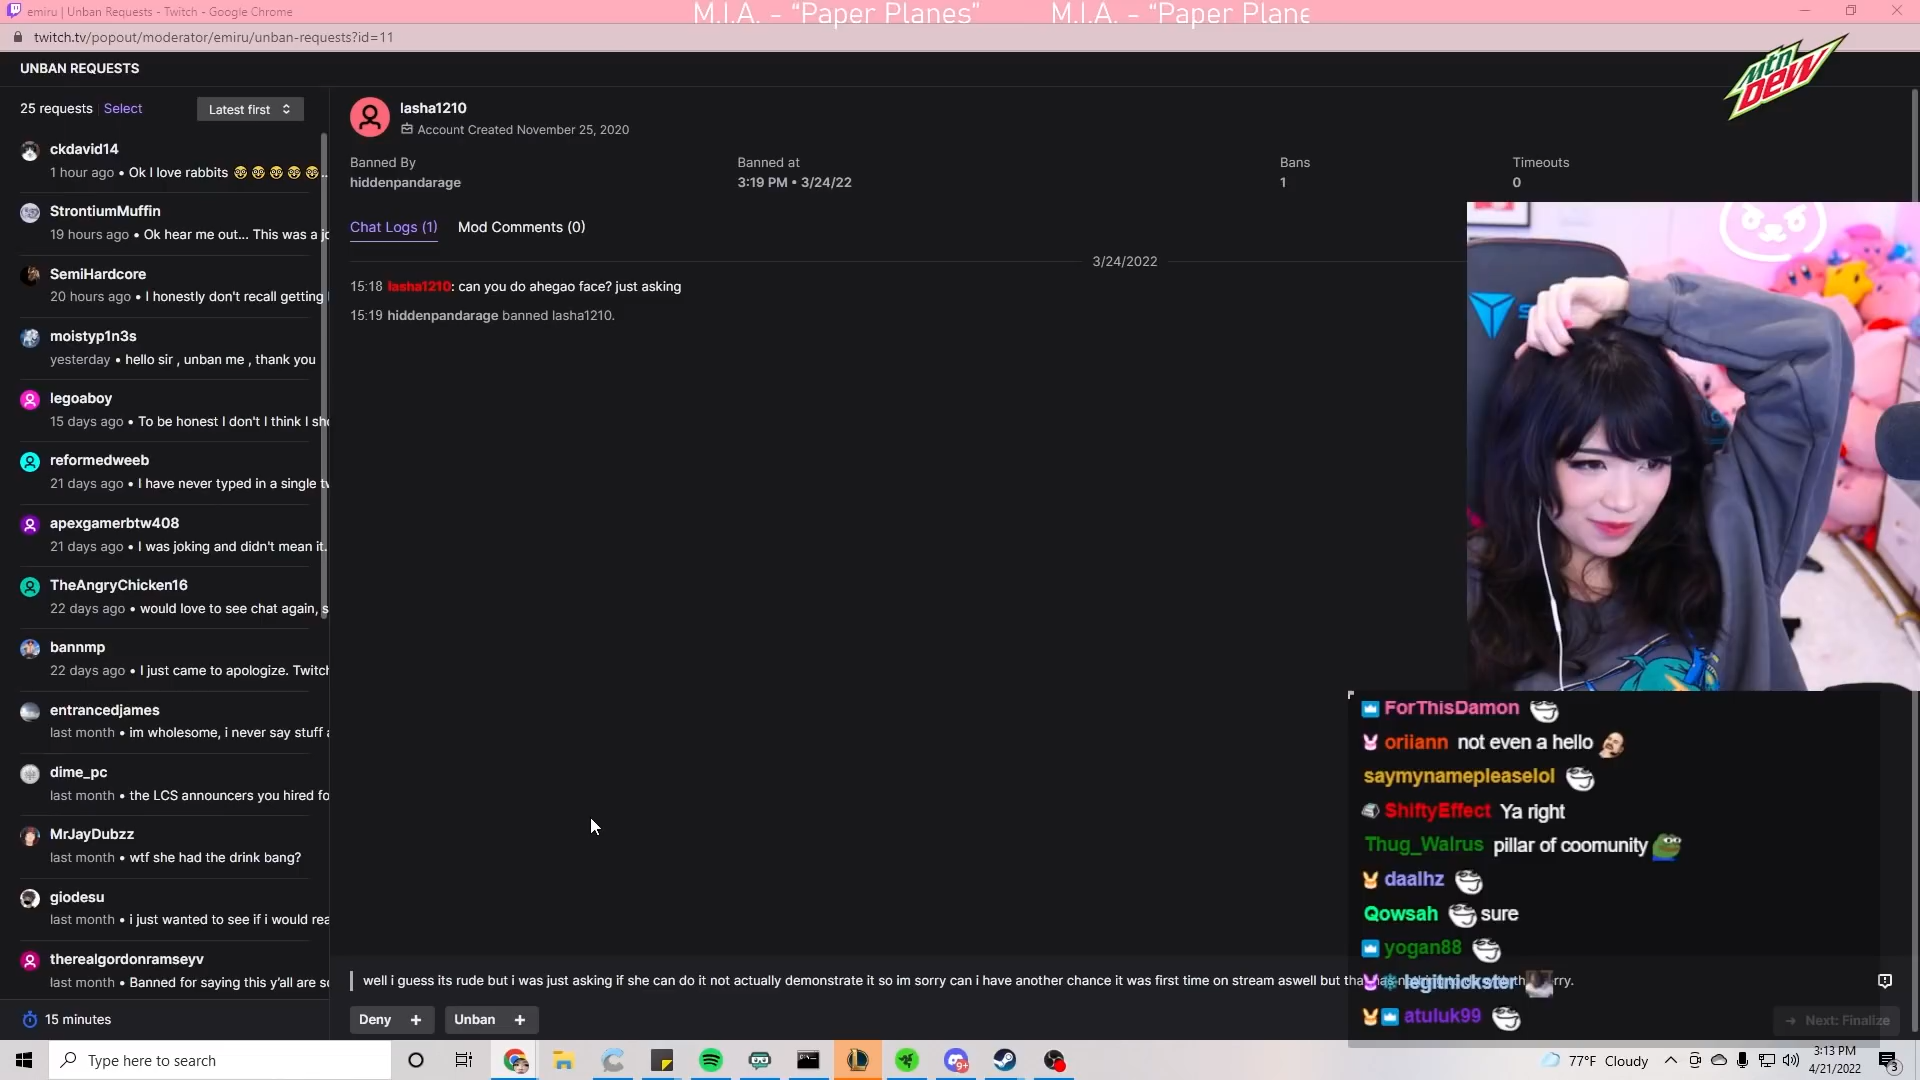 emiru | Unban Requests - Twitch - Google Chrome
M.I.A. - “Paper Planes” M.I.A. - “Paper Plane
twitch.tv/popout/moderator/emiru/unban-requests?id=11
UNBAN REQUESTS
Mtn
DEW
25 requests | Select
Latest first
lasha1210
Account Created November 25, 2020
Banned By
hiddenpandarage
Banned at
3:19 PM • 3/24/22
Bans
1
Timeouts
0
Chat Logs (1) Mod Comments (0)
3/24/2022
15:18 lasha1210: can you do ahegao face? just asking
15:19 hiddenpandarage banned lasha1210.
ckdavid14
1 hour ago • Ok I love rabbits 🤓 🤓 🤓 🤓 🤓...
StrontiumMuffin
19 hours ago • Ok hear me out... This was a jo
SemiHardcore
20 hours ago • I honestly don't recall getting
moistyp1n3s
yesterday • hello sir , unban me , thank you
legoaboy
15 days ago • To be honest I don't I think I sho
reformedweeb
21 days ago • I have never typed in a single tw
apexgamerbtw408
21 days ago • I was joking and didn't mean it.
TheAngryChicken16
22 days ago • would love to see chat again, s
bannmp
22 days ago • I just came to apologize. Twitch
entrancedjames
last month • im wholesome, i never say stuff a
dime_pc
last month • the LCS announcers you hired fo
MrJayDubzz
last month • wtf she had the drink bang?
giodesu
last month • i just wanted to see if i would rea
therealgordonramseyv
last month • Banned for saying this y'all are so
15 minutes
ForThisDamon
oriiann not even a hello
saymynamepleaselol
ShiftyEffect Ya right
Thug_Walrus pillar of coomunity
daalhz
Qowsah sure
yogan88
legitrickster
atuluk99
well i guess its rude but i was just asking if she can do it not actually demonstrate it so im sorry can i have another chance it was first time on stream aswell but tha
Deny + Unban +
→ Next: Finalize
Type here to search
9+
77°F Cloudy
3:13 PM
4/21/2022
3